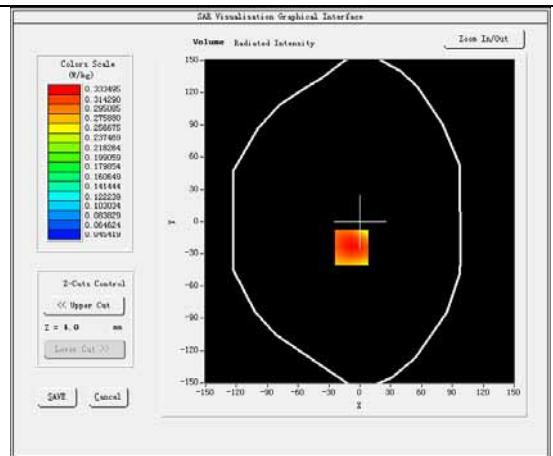 SAR Visualisation Graphical Interface
Volume Radiated Intensity
Zoom In/Out
Colors Scale
(W/kg)
0.333495
0.314290
0.295085
0.275880
0.256675
0.237469
0.218264
0.199059
0.179854
0.160649
0.141444
0.122239
0.103034
0.083829
0.064624
0.045419
150
120
90
60
30
0
-30
-60
-90
-120
-150
Y
-150 -120 -90 -60 -30 0 30 60 90 120 150
X
Z-Cuts Control
<< Upper Cut
Z = 4.0 mm
Lower Cut >>
SAVE Cancel